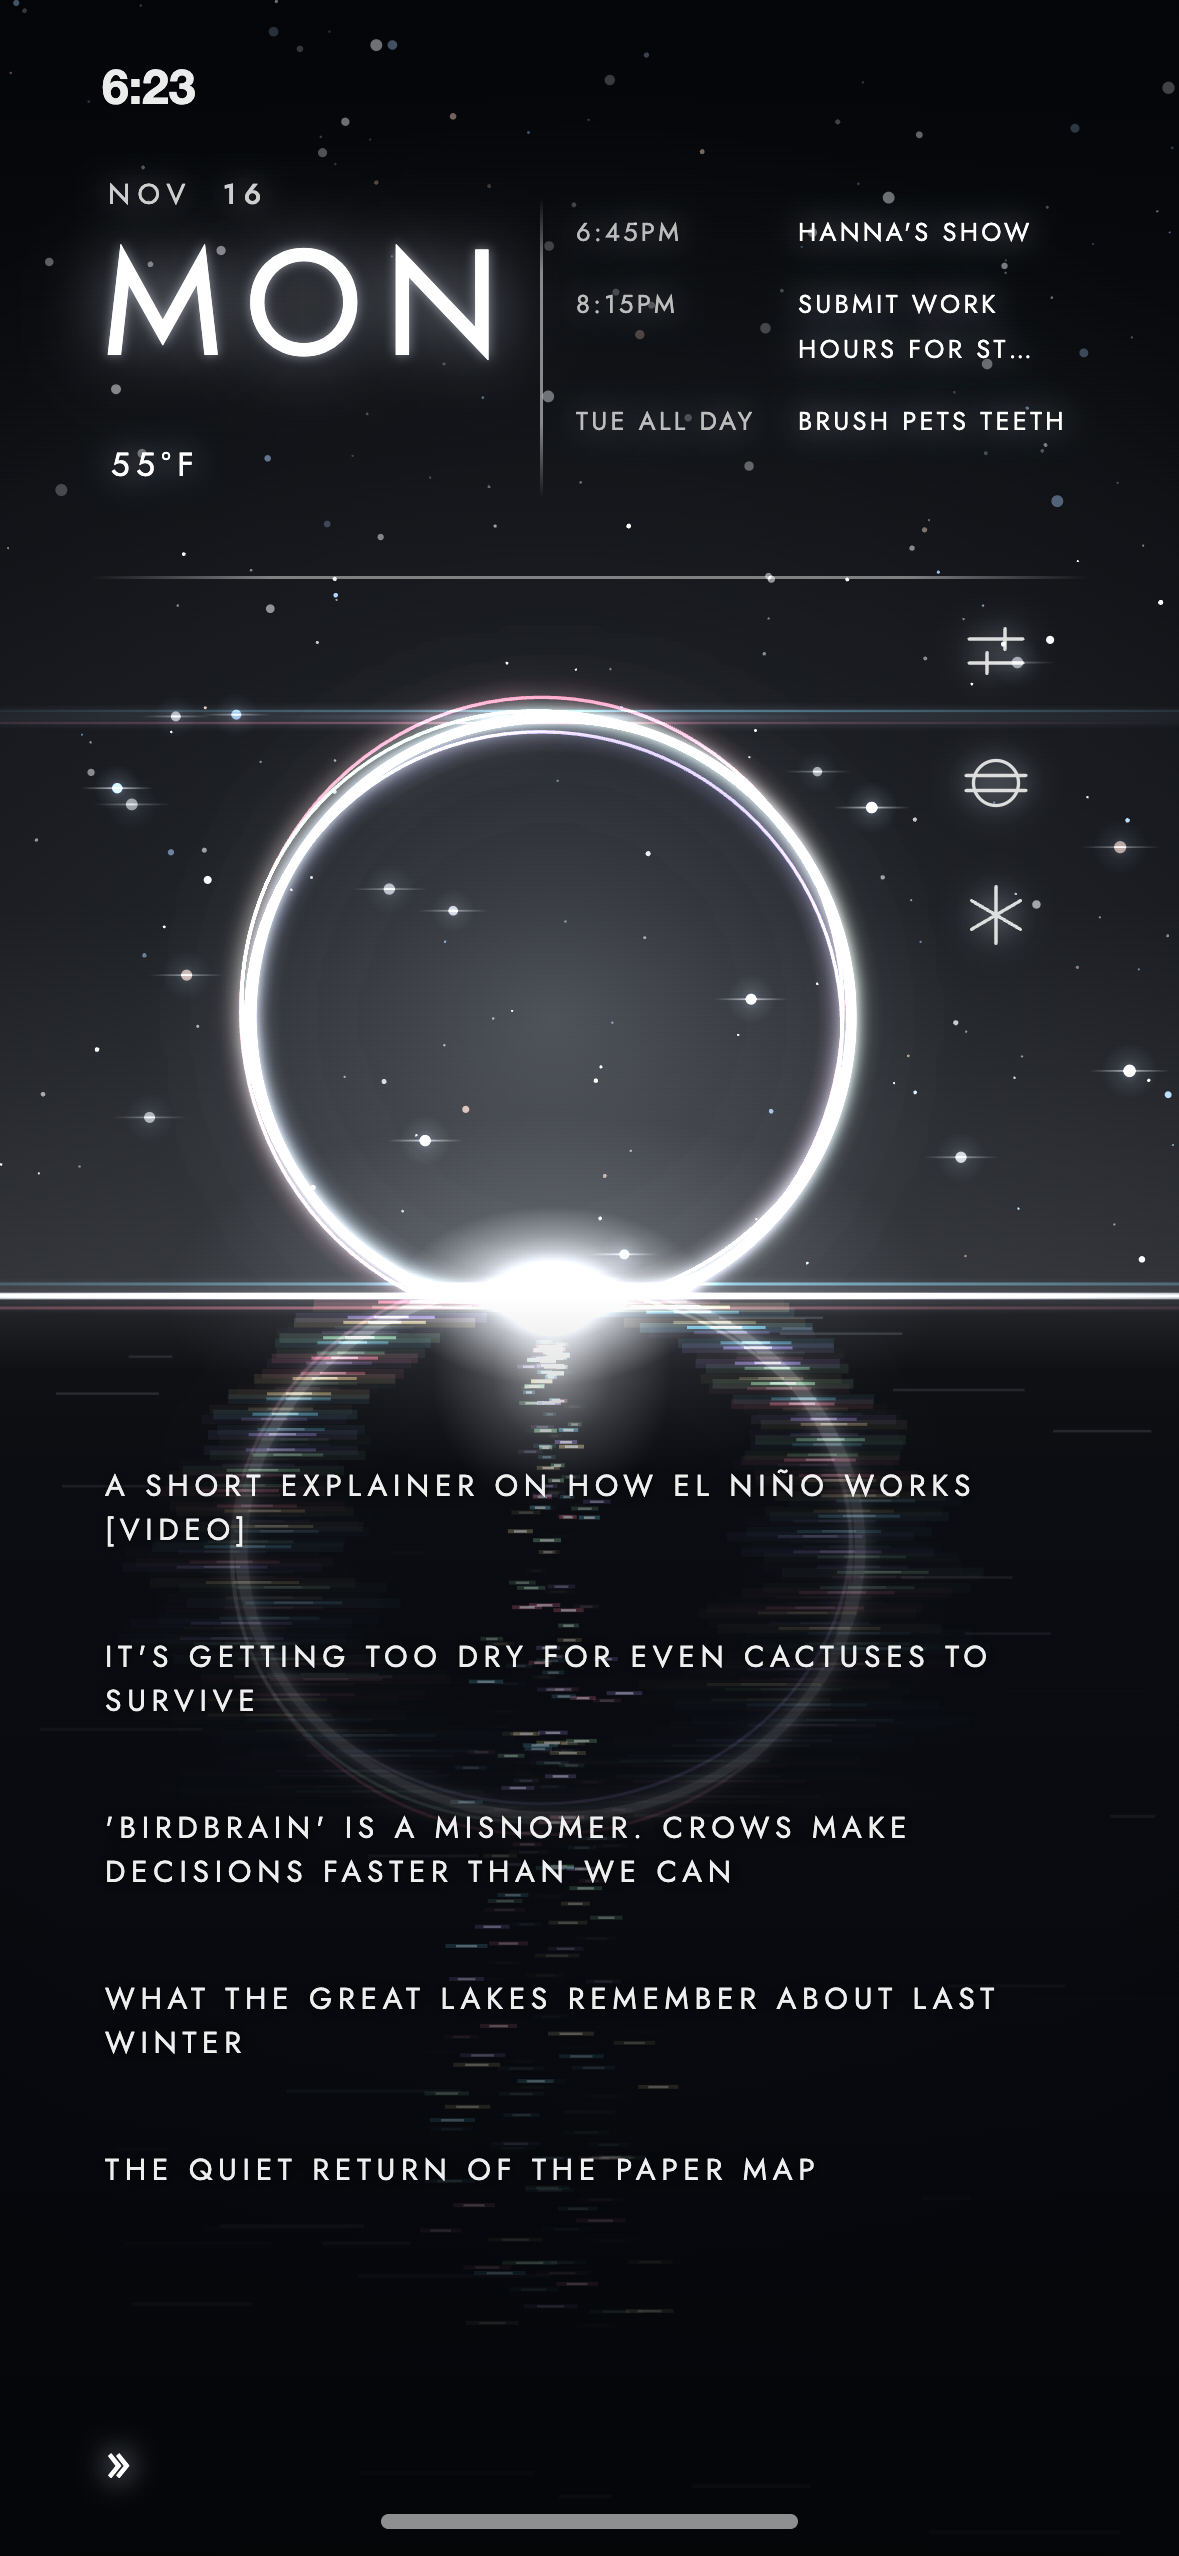 6:23
NOV 16
MON
55°F
6:45PM HANNA'S SHOW
8:15PM SUBMIT WORK
HOURS FOR ST...
TUE ALL DAY BRUSH PETS TEETH
A SHORT EXPLAINER ON HOW EL NIÑO WORKS
[VIDEO]
IT'S GETTING TOO DRY FOR EVEN CACTUSES TO
SURVIVE
'BIRDBRAIN' IS A MISNOMER. CROWS MAKE
DECISIONS FASTER THAN WE CAN
WHAT THE GREAT LAKES REMEMBER ABOUT LAST
WINTER
THE QUIET RETURN OF THE PAPER MAP
»